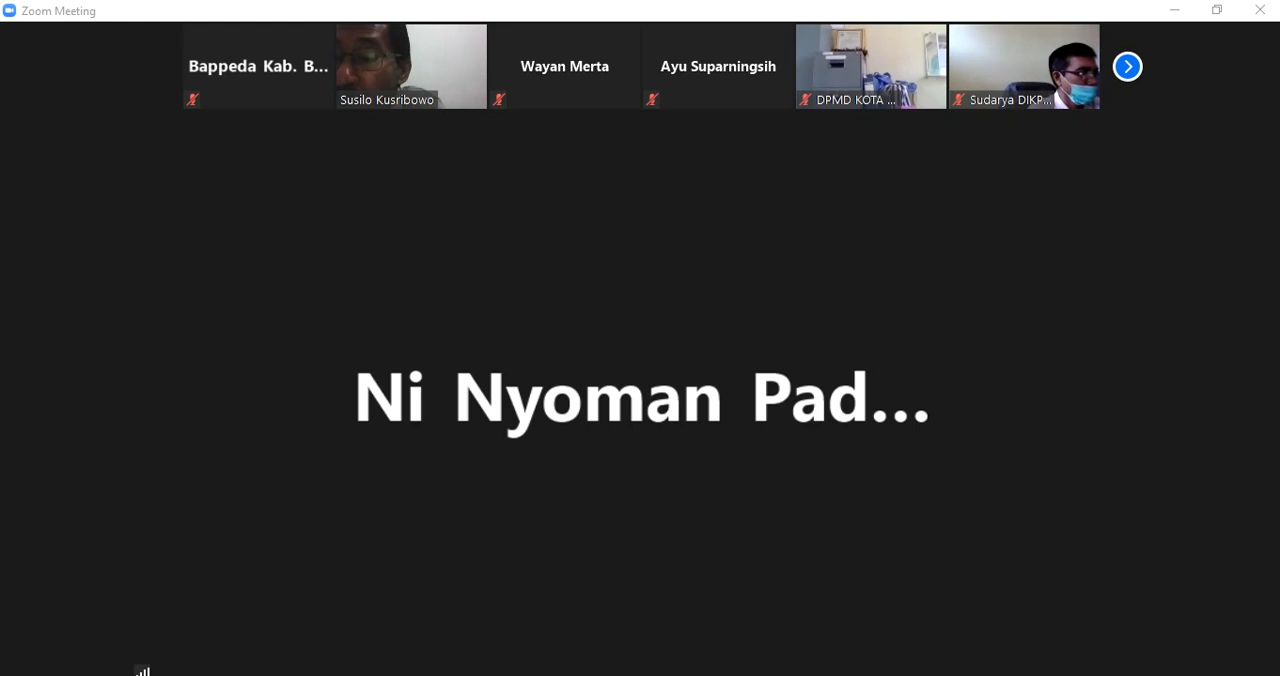 Zoom Meeting
Bappeda Kab. B...
Susilo Kusribowo
Wayan Merta
Ayu Suparningsih
DPMD KOTA ...
Sudarya DIKP...
Ni Nyoman Pad...